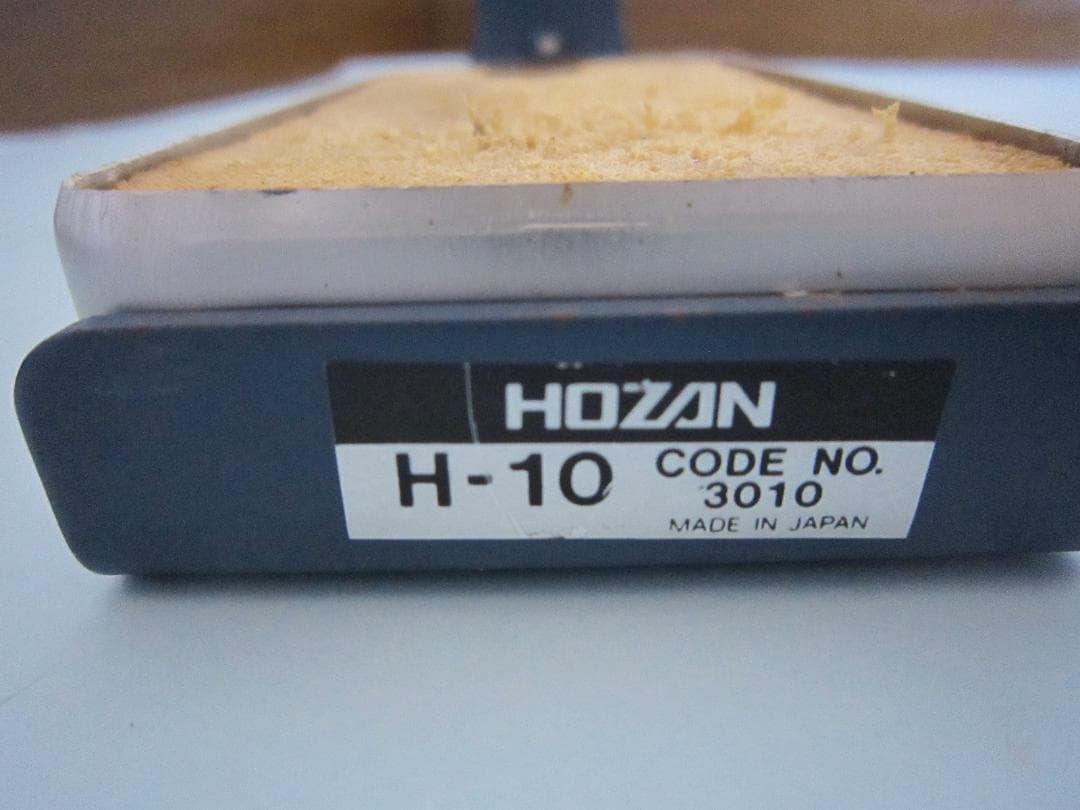 HOZAN
H-10 CODE NO.
3010
MADE IN JAPAN